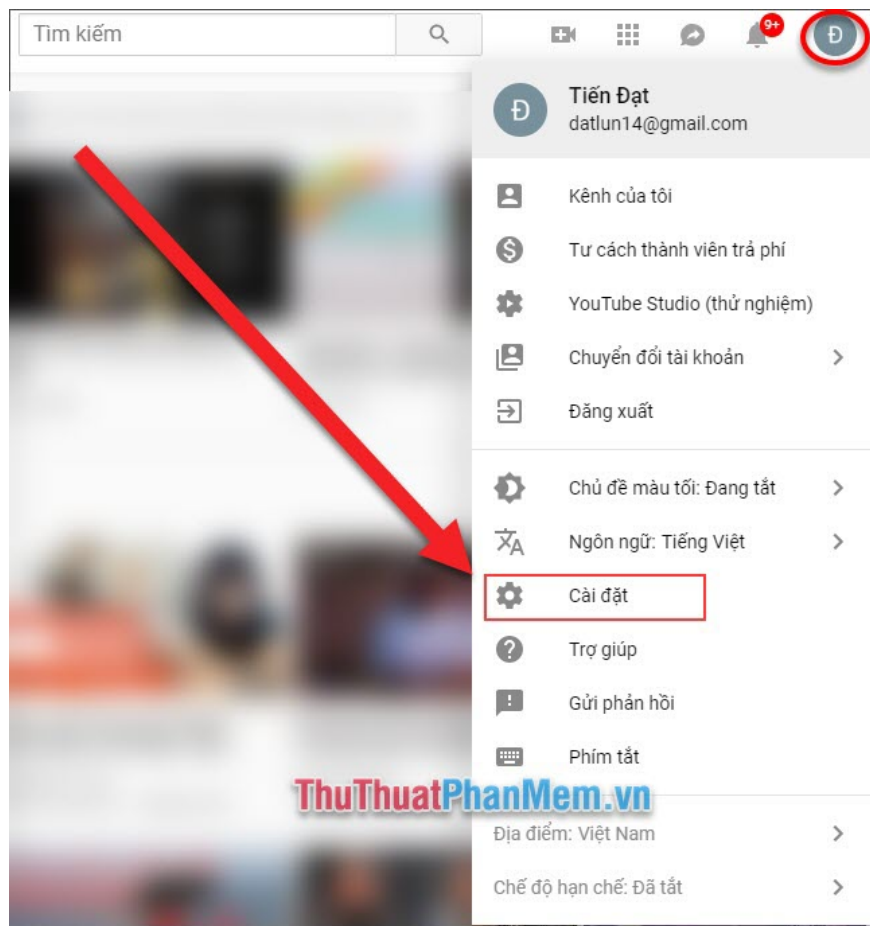 Tìm kiếm
9+
Đ
Đ
Tiến Đạt
datlun14@gmail.com
Kênh của tôi
Tư cách thành viên trả phí
YouTube Studio (thử nghiệm)
Chuyển đổi tài khoản
Đăng xuất
Chủ đề màu tối: Đang tắt
Ngôn ngữ: Tiếng Việt
Cài đặt
Trợ giúp
Gửi phản hồi
Phím tắt
ThuThuatPhanMem.vn
Địa điểm: Việt Nam
Chế độ hạn chế: Đã tắt